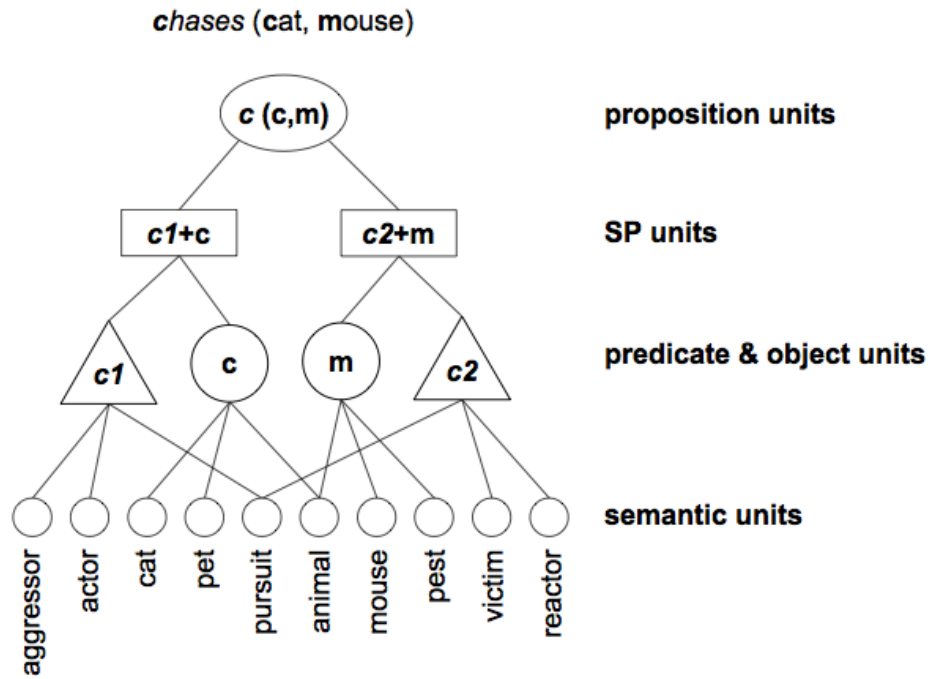 chases (cat, mouse)
c (c,m)
proposition units
c1+c
c2+m
SP units
c1
c
m
c2
predicate & object units
semantic units
aggressor
actor
cat
pet
pursuit
animal
mouse
pest
victim
reactor